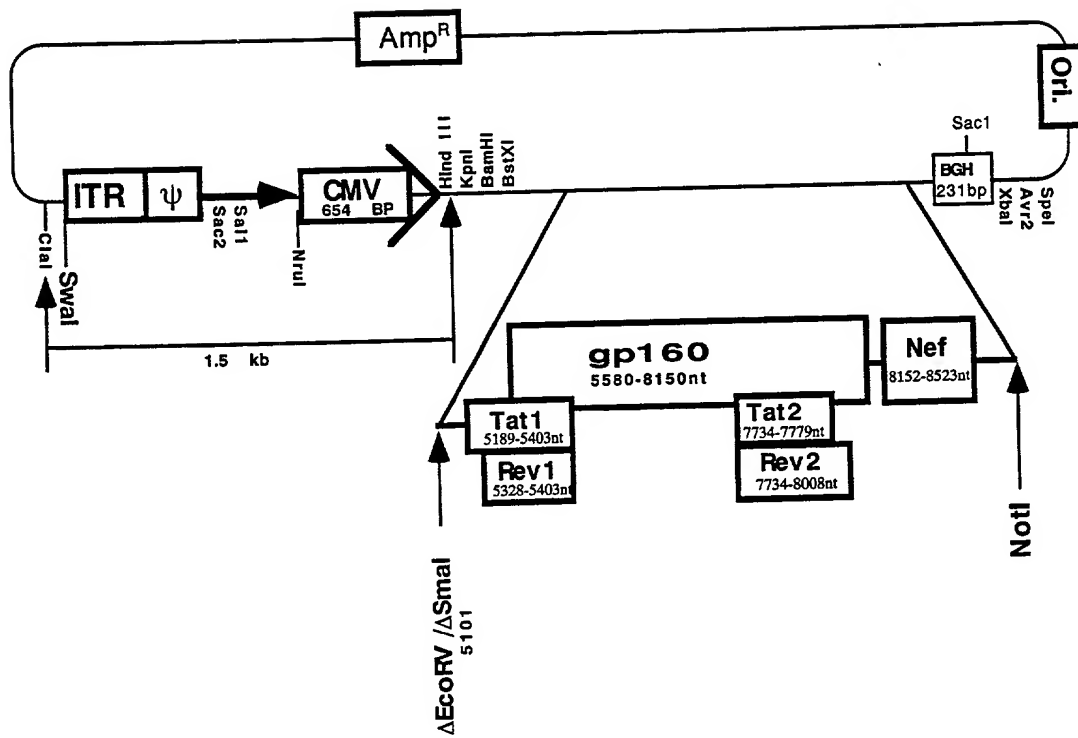 Amp^R
Ori.
Sac1
HInd III
KpnI
BamHI
BstXI
ITR
ψ
CMV
654 BP
BGH
231bp
ClaI
SwaI
Sac2
Sal1
NruI
XbaI
Avr2
SpeI
1.5 kb
gp160
5580-8150nt
Nef
8152-8523nt
Tat1
5189-5403nt
Rev1
5328-5403nt
Tat2
7734-7779nt
Rev2
7734-8008nt
ΔEcoRV /ΔSmaI
5101
NotI